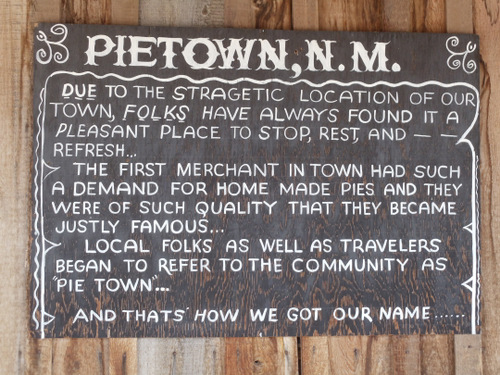 PIETOWN, N.M.
DUE TO THE STRAGETIC LOCATION OF OUR
TOWN, FOLKS HAVE ALWAYS FOUND IT A
PLEASANT PLACE TO STOP, REST, AND — —
REFRESH...
THE FIRST MERCHANT IN TOWN HAD SUCH
A DEMAND FOR HOME MADE PIES AND THEY
WERE OF SUCH QUALITY THAT THEY BECAME
JUSTLY FAMOUS...
LOCAL FOLKS AS WELL AS TRAVELERS
BEGAN TO REFER TO THE COMMUNITY AS
"PIE TOWN"...
AND THATS' HOW WE GOT OUR NAME......